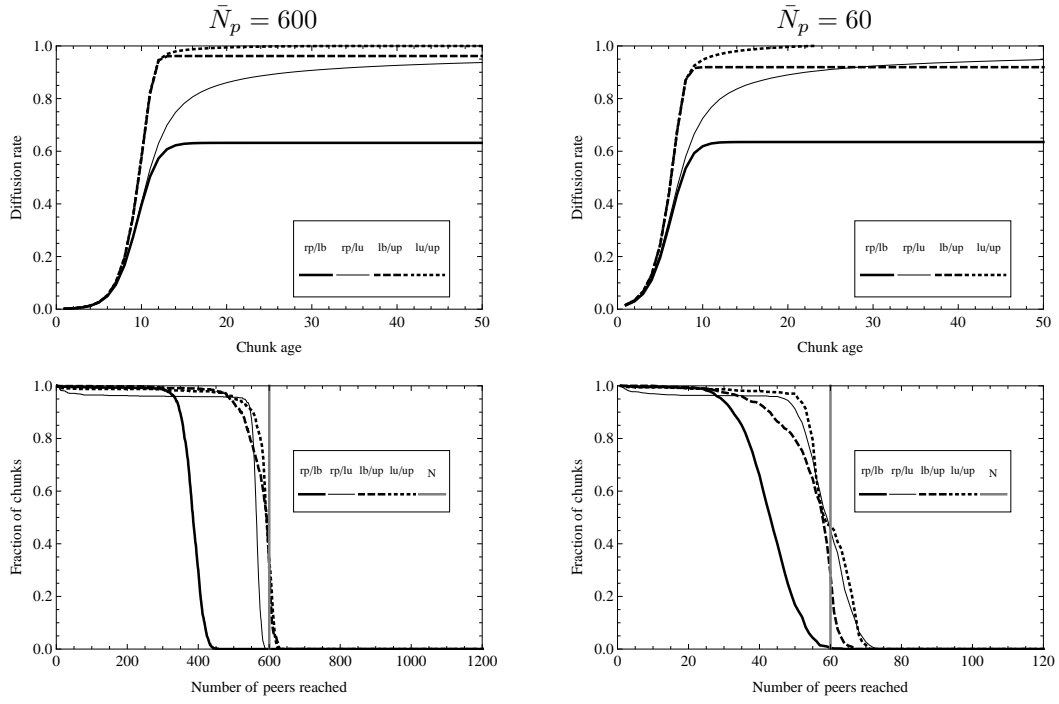 N̄p = 600
N̄p = 60
1.0
0.8
0.6
0.4
0.2
0.0
Diffusion rate
rp/lb rp/lu lb/up lu/up
0 10 20 30 40 50
Chunk age
1.0
0.8
0.6
0.4
0.2
0.0
Diffusion rate
rp/lb rp/lu lb/up lu/up
0 10 20 30 40 50
Chunk age
1.0
0.8
0.6
0.4
0.2
0.0
Fraction of chunks
rp/lb rp/lu lb/up lu/up N
0 200 400 600 800 1000 1200
Number of peers reached
1.0
0.8
0.6
0.4
0.2
0.0
Fraction of chunks
rp/lb rp/lu lb/up lu/up N
0 20 40 60 80 100 120
Number of peers reached